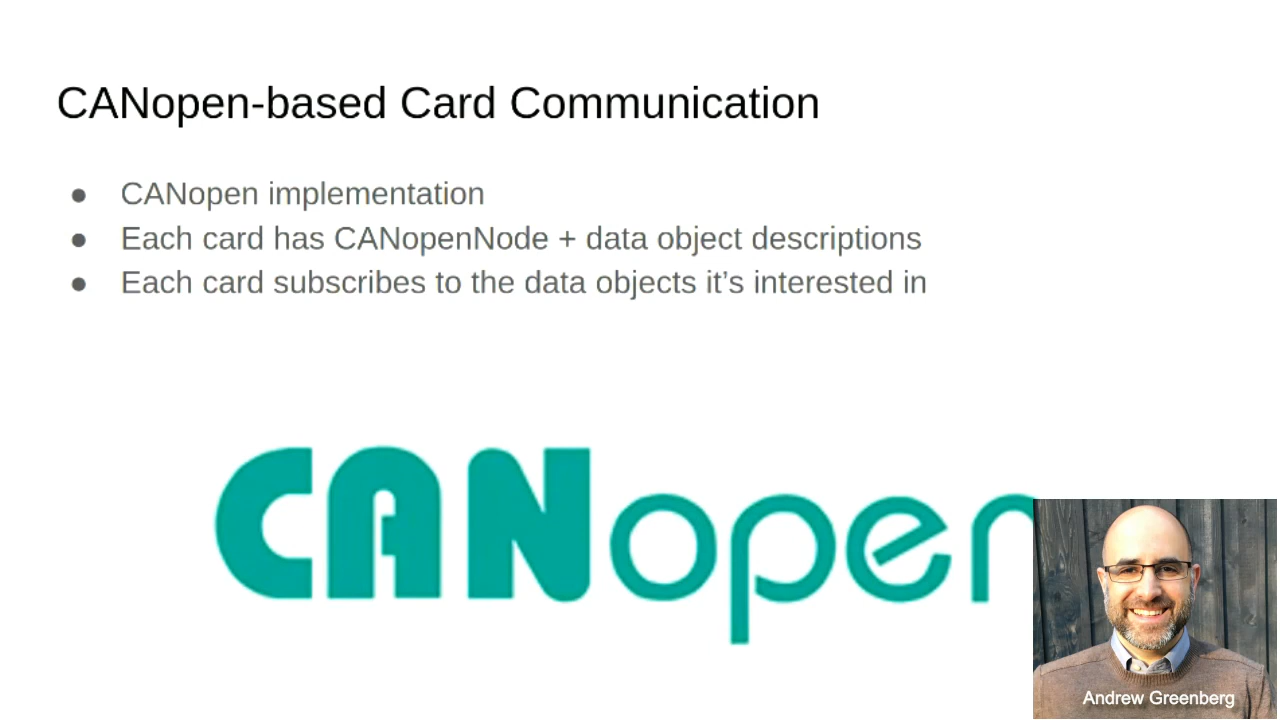 CANopen-based Card Communication
● CANopen implementation
● Each card has CANopenNode + data object descriptions
● Each card subscribes to the data objects it’s interested in
CANopen
Andrew Greenberg